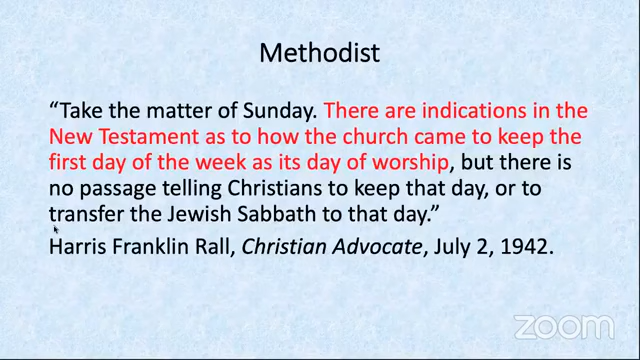 Methodist
“Take the matter of Sunday. There are indications in the
New Testament as to how the church came to keep the
first day of the week as its day of worship, but there is
no passage telling Christians to keep that day, or to
transfer the Jewish Sabbath to that day.”
Harris Franklin Rall, Christian Advocate, July 2, 1942.
zoom